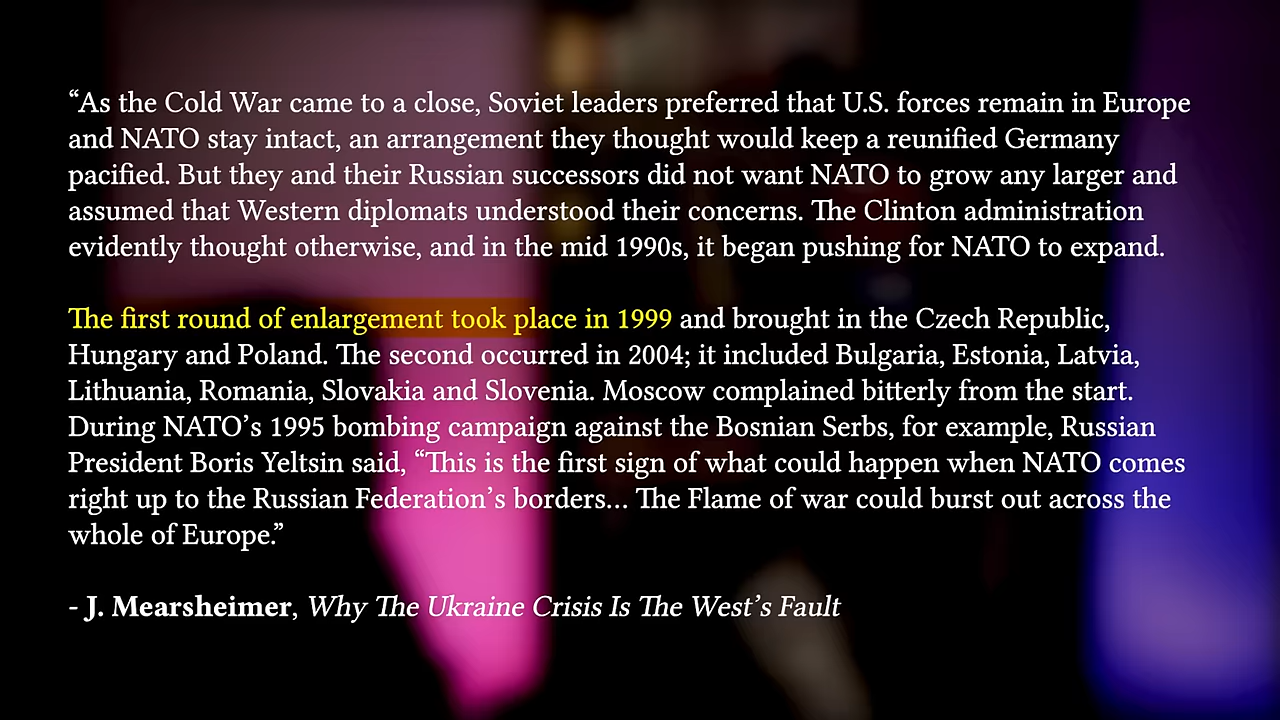 “As the Cold War came to a close, Soviet leaders preferred that U.S. forces remain in Europe
and NATO stay intact, an arrangement they thought would keep a reunified Germany
pacified. But they and their Russian successors did not want NATO to grow any larger and
assumed that Western diplomats understood their concerns. The Clinton administration
evidently thought otherwise, and in the mid 1990s, it began pushing for NATO to expand.
The first round of enlargement took place in 1999 and brought in the Czech Republic,
Hungary and Poland. The second occurred in 2004; it included Bulgaria, Estonia, Latvia,
Lithuania, Romania, Slovakia and Slovenia. Moscow complained bitterly from the start.
During NATO’s 1995 bombing campaign against the Bosnian Serbs, for example, Russian
President Boris Yeltsin said, “This is the first sign of what could happen when NATO comes
right up to the Russian Federation’s borders... The Flame of war could burst out across the
whole of Europe.”
- J. Mearsheimer, Why The Ukraine Crisis Is The West’s Fault